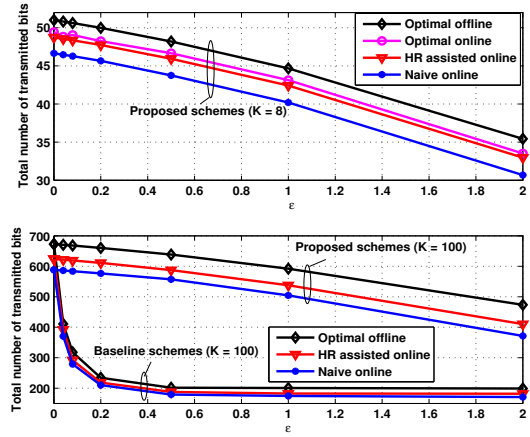 Total number of transmitted bits
50
45
40
35
30
0
0.2
0.4
0.6
0.8
1
1.2
1.4
1.6
1.8
2
ε
Optimal offline
Optimal online
HR assisted online
Naive online
Proposed schemes (K = 8)
Total number of transmitted bits
700
600
500
400
300
200
0
0.2
0.4
0.6
0.8
1
1.2
1.4
1.6
1.8
2
ε
Proposed schemes (K = 100)
Baseline schemes (K = 100)
Optimal offline
HR assisted online
Naive online